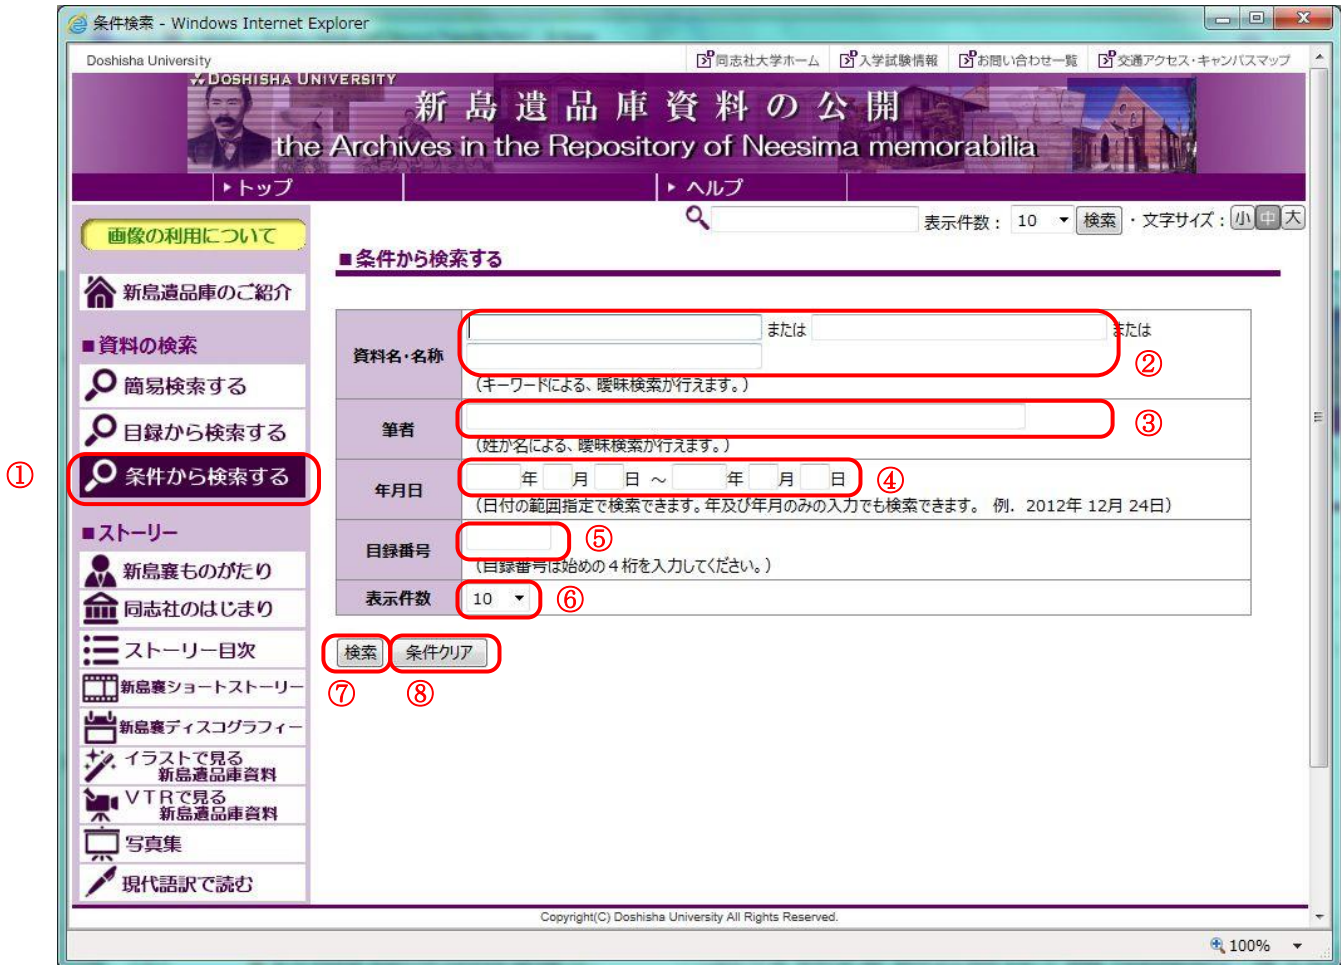 条件検索 - Windows Internet Explorer
Doshisha University
同志社大学ホーム 入学試験情報 お問い合わせ一覧 交通アクセス・キャンパスマップ
DOSHISHA UNIVERSITY
新島遺品庫資料の公開
the Archives in the Repository of Neesima memorabilia
トップ ヘルプ
表示件数： 10 検索 ・文字サイズ：小 中 大
画像の利用について
新島遺品庫のご紹介
■資料の検索
簡易検索する
目録から検索する
① 条件から検索する
■ストーリー
新島襄ものがたり
同志社のはじまり
ストーリー目次
新島襄ショートストーリー
新島襄ディスコグラフィー
イラストで見る
新島遺品庫資料
ＶＴＲで見る
新島遺品庫資料
写真集
現代語訳で読む
■条件から検索する
資料名・名称 または または ②
（キーワードによる、曖昧検索が行えます。）
筆者 ③
（姓か名による、曖昧検索が行えます。）
年月日 年 月 日 ～ 年 月 日 ④
（日付の範囲指定で検索できます。年及び年月のみの入力でも検索できます。 例．2012年 12月 24日）
目録番号 ⑤
（目録番号は始めの４桁を入力してください。）
表示件数 10 ⑥
検索 条件クリア
⑦ ⑧
Copyright(C) Doshisha University All Rights Reserved.
100%